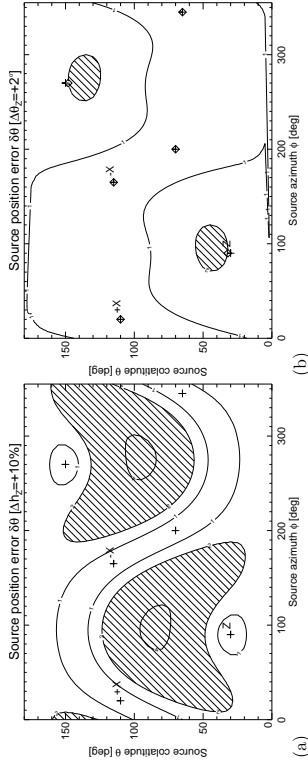 Source position error δθ [Δh_Z=+10%]
Source colatitude θ [deg]
150
100
50
0
0
100
200
300
Source azimuth φ [deg]
X
-X
Z
(a)
Source position error δθ [Δθ_Z=+2°]
Source colatitude θ [deg]
150
100
50
0
0
100
200
300
Source azimuth φ [deg]
X
-X
Z
(b)